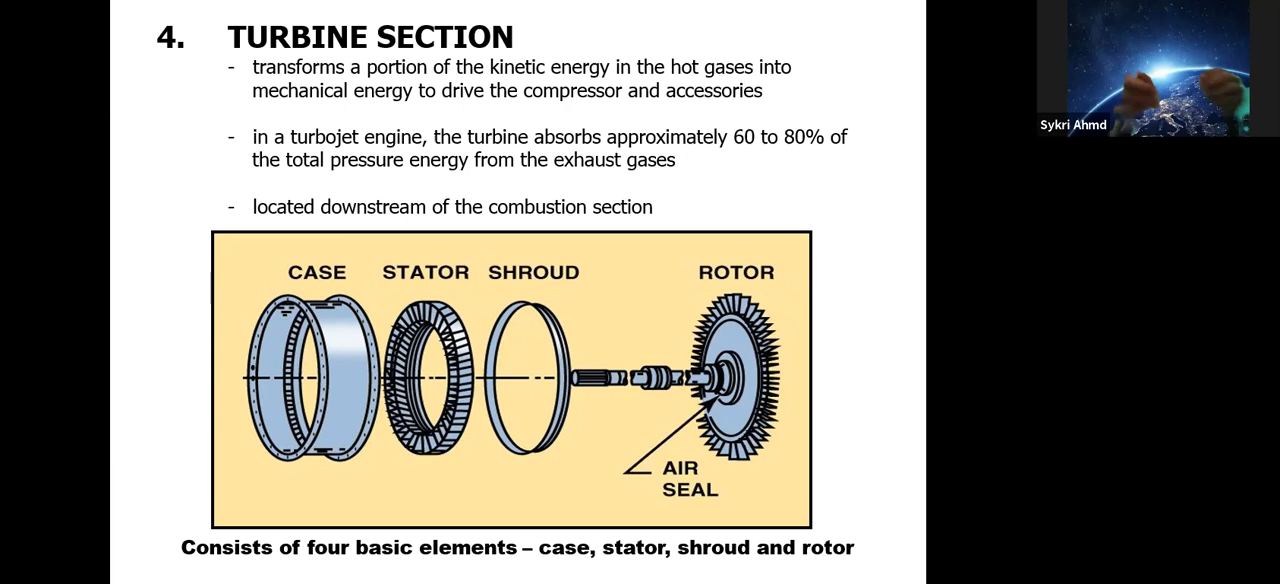 4. TURBINE SECTION
- transforms a portion of the kinetic energy in the hot gases into
mechanical energy to drive the compressor and accessories
- in a turbojet engine, the turbine absorbs approximately 60 to 80% of
the total pressure energy from the exhaust gases
- located downstream of the combustion section
CASE STATOR SHROUD ROTOR
AIR
SEAL
Consists of four basic elements – case, stator, shroud and rotor
Sykri Ahmd